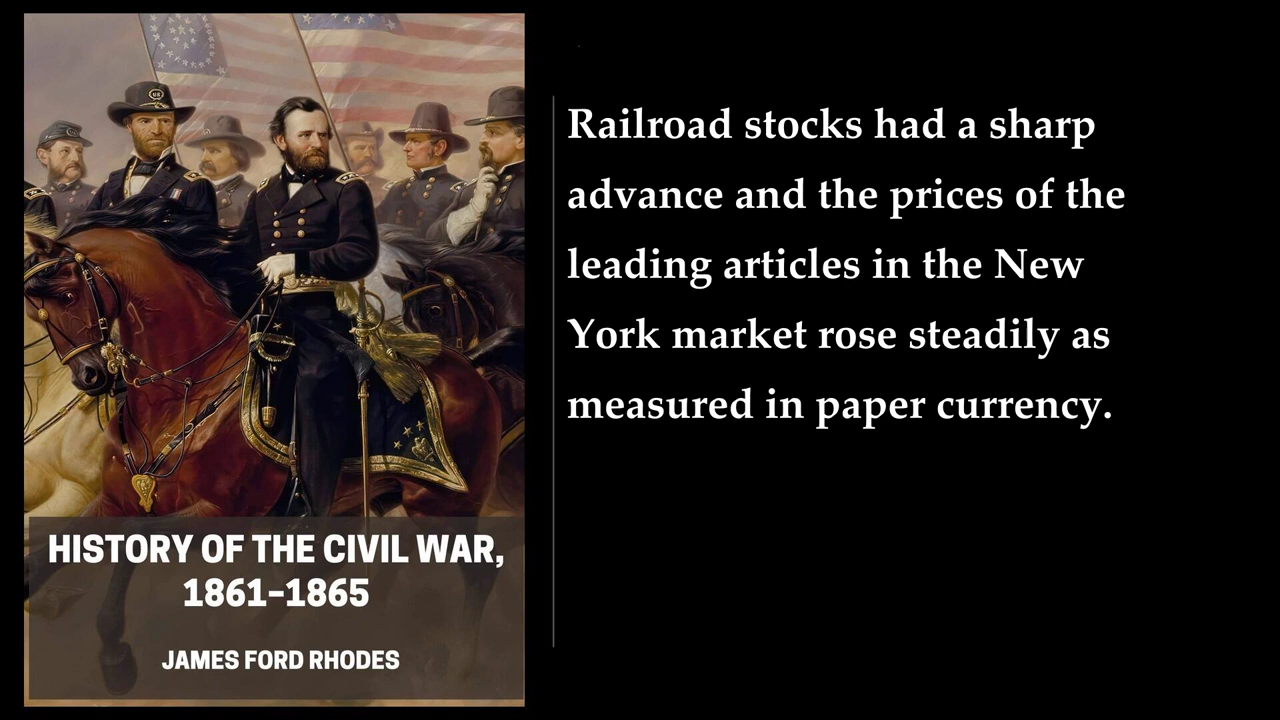 HISTORY OF THE CIVIL WAR,
1861–1865
JAMES FORD RHODES
Railroad stocks had a sharp
advance and the prices of the
leading articles in the New
York market rose steadily as
measured in paper currency.